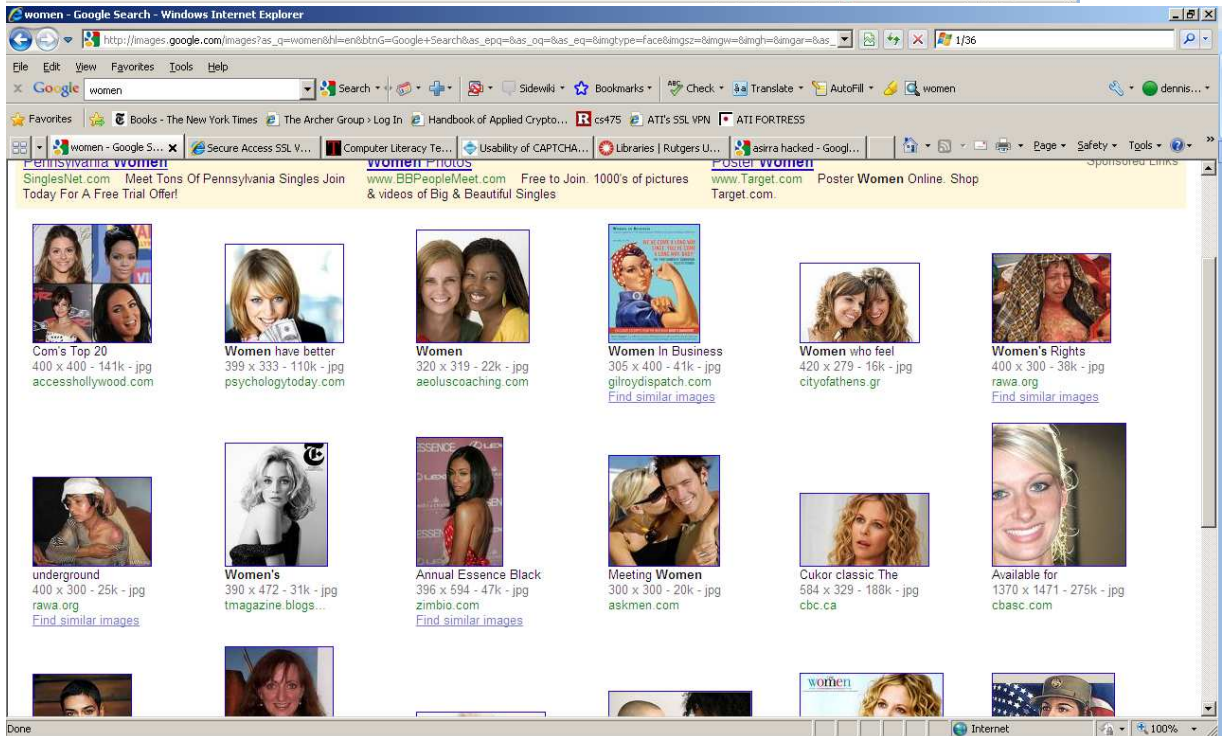 women - Google Search - Windows Internet Explorer
http://images.google.com/images?as_q=women&hl=en&btnG=Google+Search&as_epq=&as_oq=&as_eq=&imgtype=face&imgsz=&imgw=&imgh=&imgar=&as_
1/36
File Edit View Favorites Tools Help
x Google women Search Sidewiki Bookmarks ABC Check Translate AutoFill women dennis...
Favorites Books - The New York Times The Archer Group > Log In Handbook of Applied Crypto... R cs475 ATI's SSL VPN ATI FORTRESS
women - Google S... X Secure Access SSL V... Computer Literacy Te... Usability of CAPTCHA... Libraries | Rutgers U... asirra hacked - Googl... Page Safety Tools
Pennsylvania Women Women Photos Poster Women Sponsored Links
SinglesNet.com Meet Tons Of Pennsylvania Singles Join www.BBPeopleMeet.com Free to Join. 1000's of pictures www.Target.com Poster Women Online. Shop
Today For A Free Trial Offer! & videos of Big & Beautiful Singles Target.com.
Com's Top 20 Women have better Women Women In Business Women who feel Women's Rights
400 x 400 - 141k - jpg 399 x 333 - 110k - jpg 320 x 319 - 22k - jpg 305 x 400 - 41k - jpg 420 x 279 - 16k - jpg 400 x 300 - 38k - jpg
accesshollywood.com psychologytoday.com aeoluscoaching.com gilroydispatch.com cityofathens.gr rawa.org
Find similar images Find similar images
ESSENCE
underground Women's Annual Essence Black Meeting Women Cukor classic The Available for
400 x 300 - 25k - jpg 390 x 472 - 31k - jpg 396 x 594 - 47k - jpg 300 x 300 - 20k - jpg 584 x 329 - 188k - jpg 1370 x 1471 - 275k - jpg
rawa.org tmagazine.blogs... zimbio.com askmen.com cbc.ca cbasc.com
Find similar images Find similar images
women
Done Internet 100%